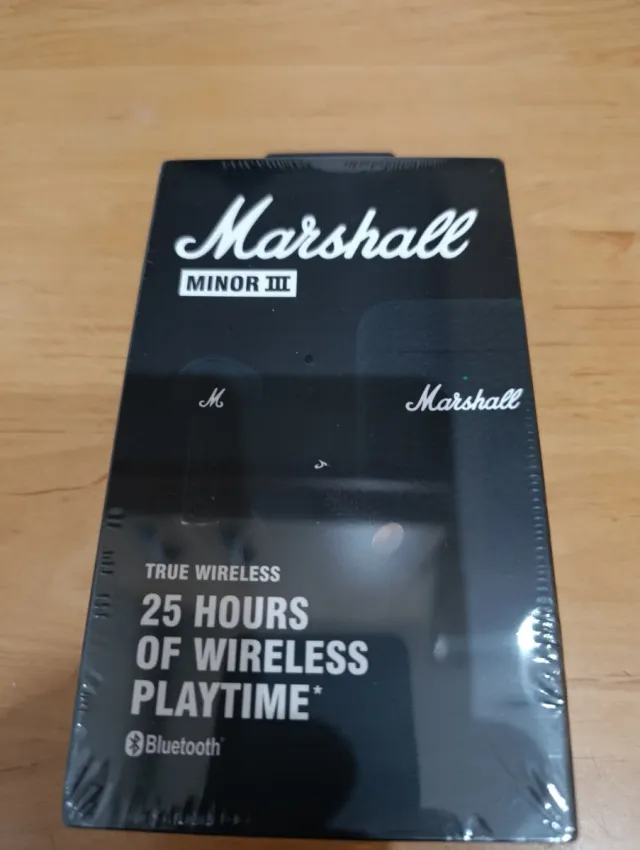 Marshall
MINOR III
M
Marshall
TRUE WIRELESS
25 HOURS
OF WIRELESS
PLAYTIME*
Bluetooth®